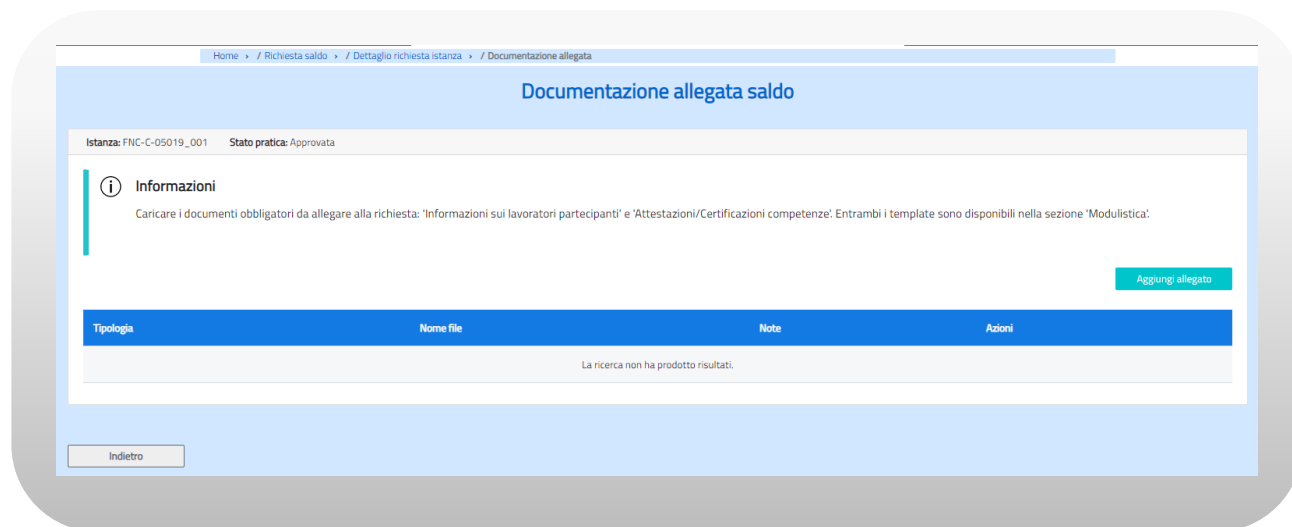 Home › / Richiesta saldo › / Dettaglio richiesta istanza › / Documentazione allegata
Documentazione allegata saldo
Istanza: FNC-C-05019_001 Stato pratica: Approvata
Informazioni
Caricare i documenti obbligatori da allegare alla richiesta: 'Informazioni sui lavoratori partecipanti' e 'Attestazioni/Certificazioni competenze'. Entrambi i template sono disponibili nella sezione 'Modulistica'.
Aggiungi allegato
Tipologia Nome file Note Azioni
La ricerca non ha prodotto risultati.
Indietro